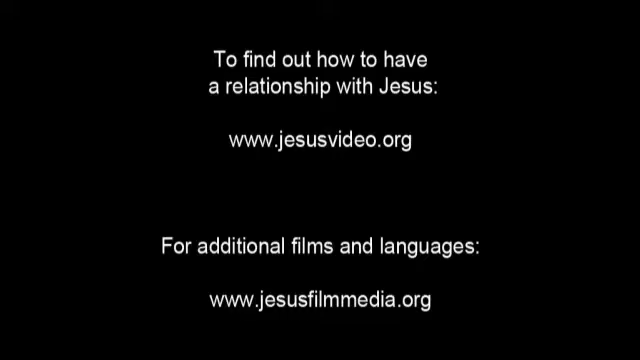 To find out how to have
a relationship with Jesus:
www.jesusvideo.org
For additional films and languages:
www.jesusfilmmedia.org